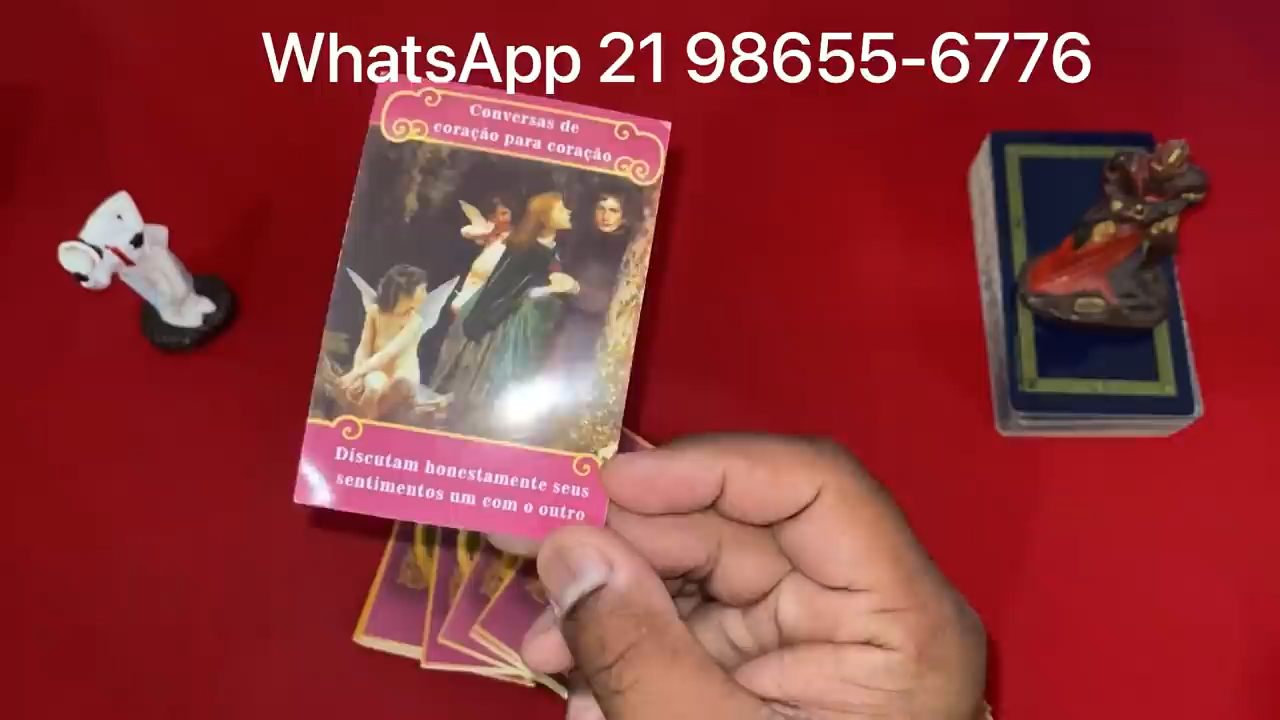 WhatsApp 21 98655-6776
Conversas de
coração para coração
Discutam honestamente seus
sentimentos um com o outro